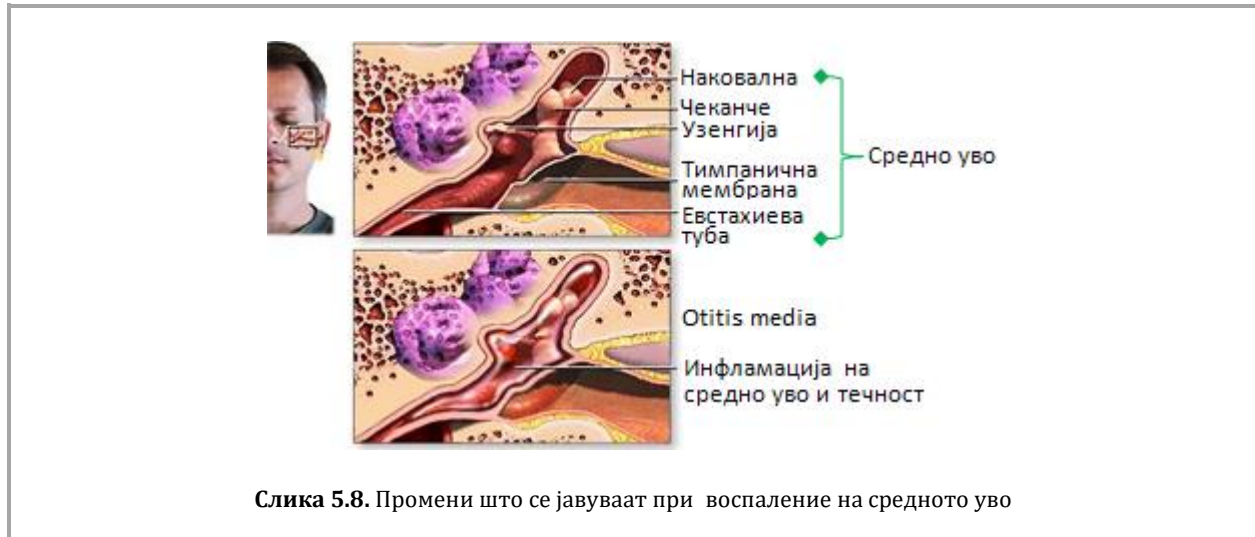 Наковална
Чеканче
Узенгија
Тимпанична
мембрана
Евстахиева
туба
Средно уво
Otitis media
Инфламација на
средно уво и течност
Слика 5.8. Промени што се јавуваат при воспаление на средното уво